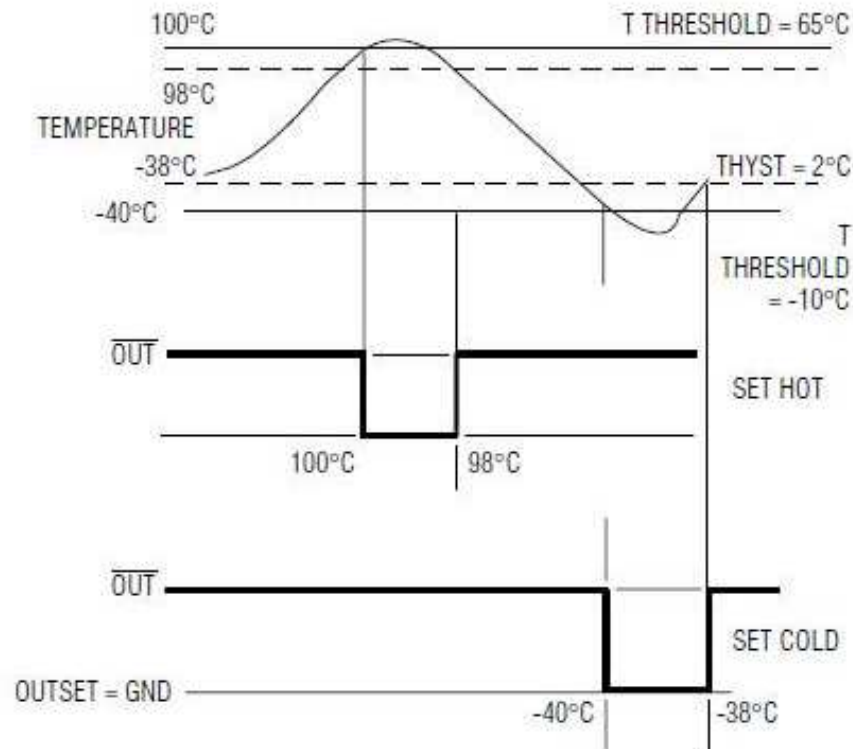 100°C
T THRESHOLD = 65°C
98°C
TEMPERATURE
-38°C
THYST = 2°C
-40°C
T
THRESHOLD
= -10°C
OUT
SET HOT
100°C
98°C
OUT
SET COLD
OUTSET = GND
-40°C
-38°C